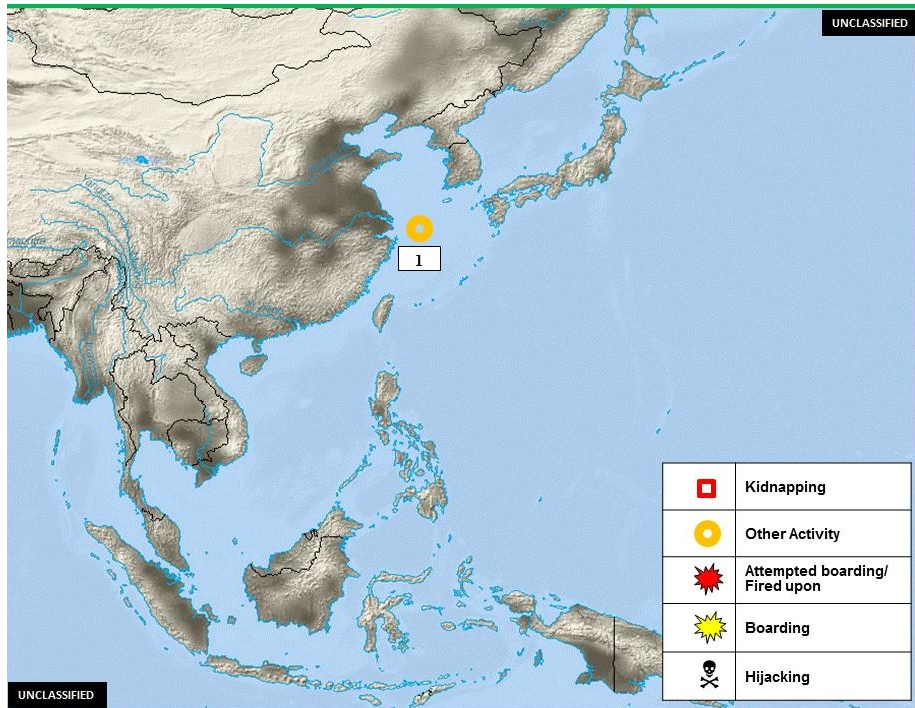 UNCLASSIFIED
1
Kidnapping
Other Activity
Attempted boarding/
Fired upon
Boarding
Hijacking
UNCLASSIFIED